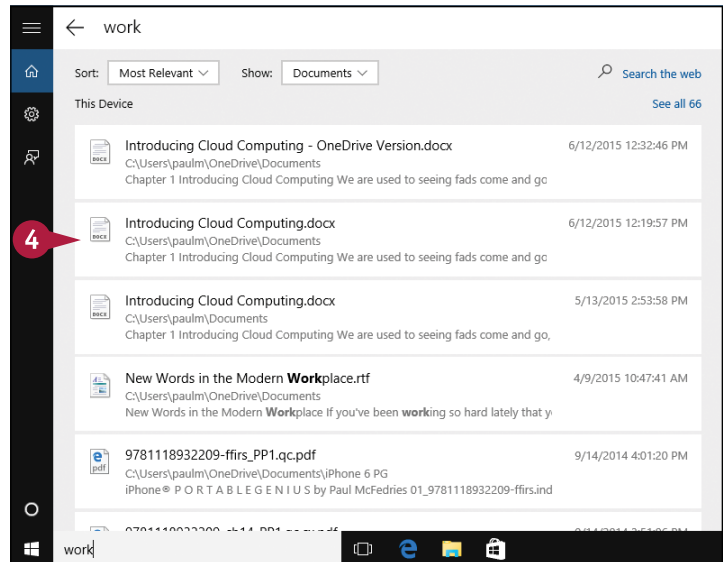 work
Sort: Most Relevant Show: Documents Search the web
This Device See all 66
Introducing Cloud Computing - OneDrive Version.docx 6/12/2015 12:32:46 PM
DOCX C:\Users\paulm\OneDrive\Documents
Chapter 1 Introducing Cloud Computing We are used to seeing fads come and go
4
Introducing Cloud Computing.docx 6/12/2015 12:19:57 PM
DOCX C:\Users\paulm\OneDrive\Documents
Chapter 1 Introducing Cloud Computing We are used to seeing fads come and go
Introducing Cloud Computing.docx 5/13/2015 2:53:58 PM
DOCX C:\Users\paulm\Documents
Chapter 1 Introducing Cloud Computing We are used to seeing fads come and go,
New Words in the Modern Workplace.rtf 4/9/2015 10:47:41 AM
C:\Users\paulm\OneDrive\Documents
New Words in the Modern Workplace If you've been working so hard lately that y
9781118932209-ffirs_PP1.qc.pdf 9/14/2014 4:01:20 PM
pdf C:\Users\paulm\OneDrive\Documents\iPhone 6 PG
iPhone® P O R T A B L E G E N I U S by Paul McFedries 01_9781118932209-ffirs.ind
work